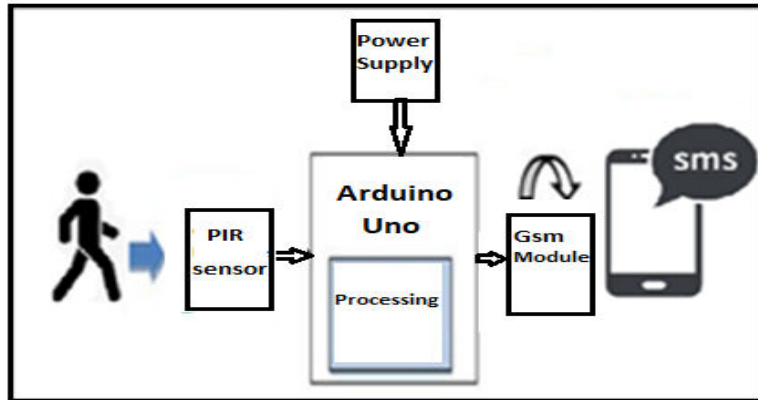 Power
Supply
sms
Arduino
Uno
PIR
sensor
Gsm
Module
Processing